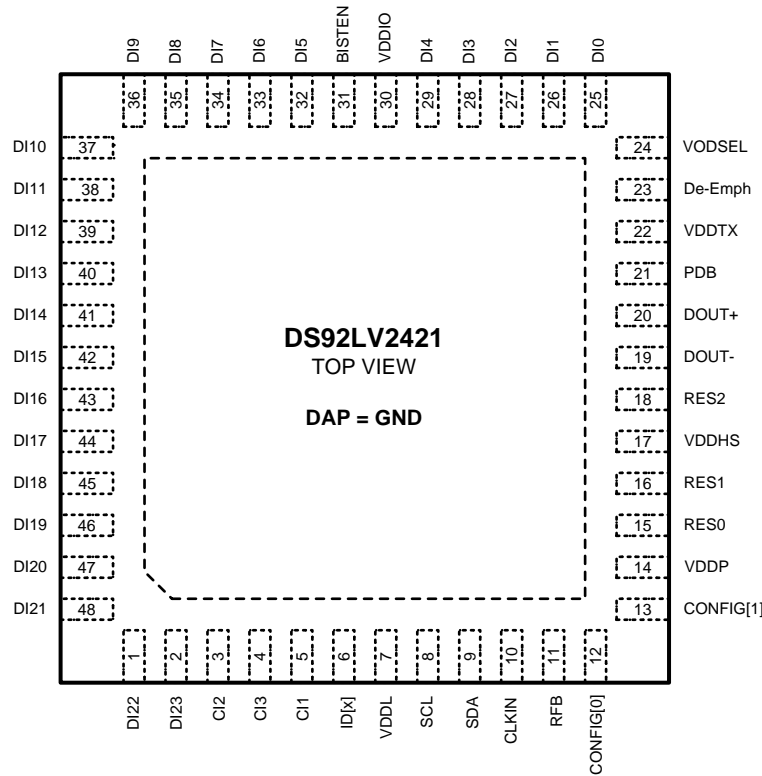 DI9 DI8 DI7 DI6 DI5 BISTEN VDDIO DI4 DI3 DI2 DI1 DI0
36 35 34 33 32 31 30 29 28 27 26 25
DI10 37 24 VODSEL
DI11 38 23 De-Emph
DI12 39 22 VDDTX
DI13 40 21 PDB
DI14 41 20 DOUT+
DS92LV2421
DI15 42 19 DOUT-
TOP VIEW
DI16 43 18 RES2
DAP = GND
DI17 44 17 VDDHS
DI18 45 16 RES1
DI19 46 15 RES0
DI20 47 14 VDDP
DI21 48 13 CONFIG[1]
1 2 3 4 5 6 7 8 9 10 11 12
DI22 DI23 CI2 CI3 CI1 ID[x] VDDL SCL SDA CLKIN RFB CONFIG[0]